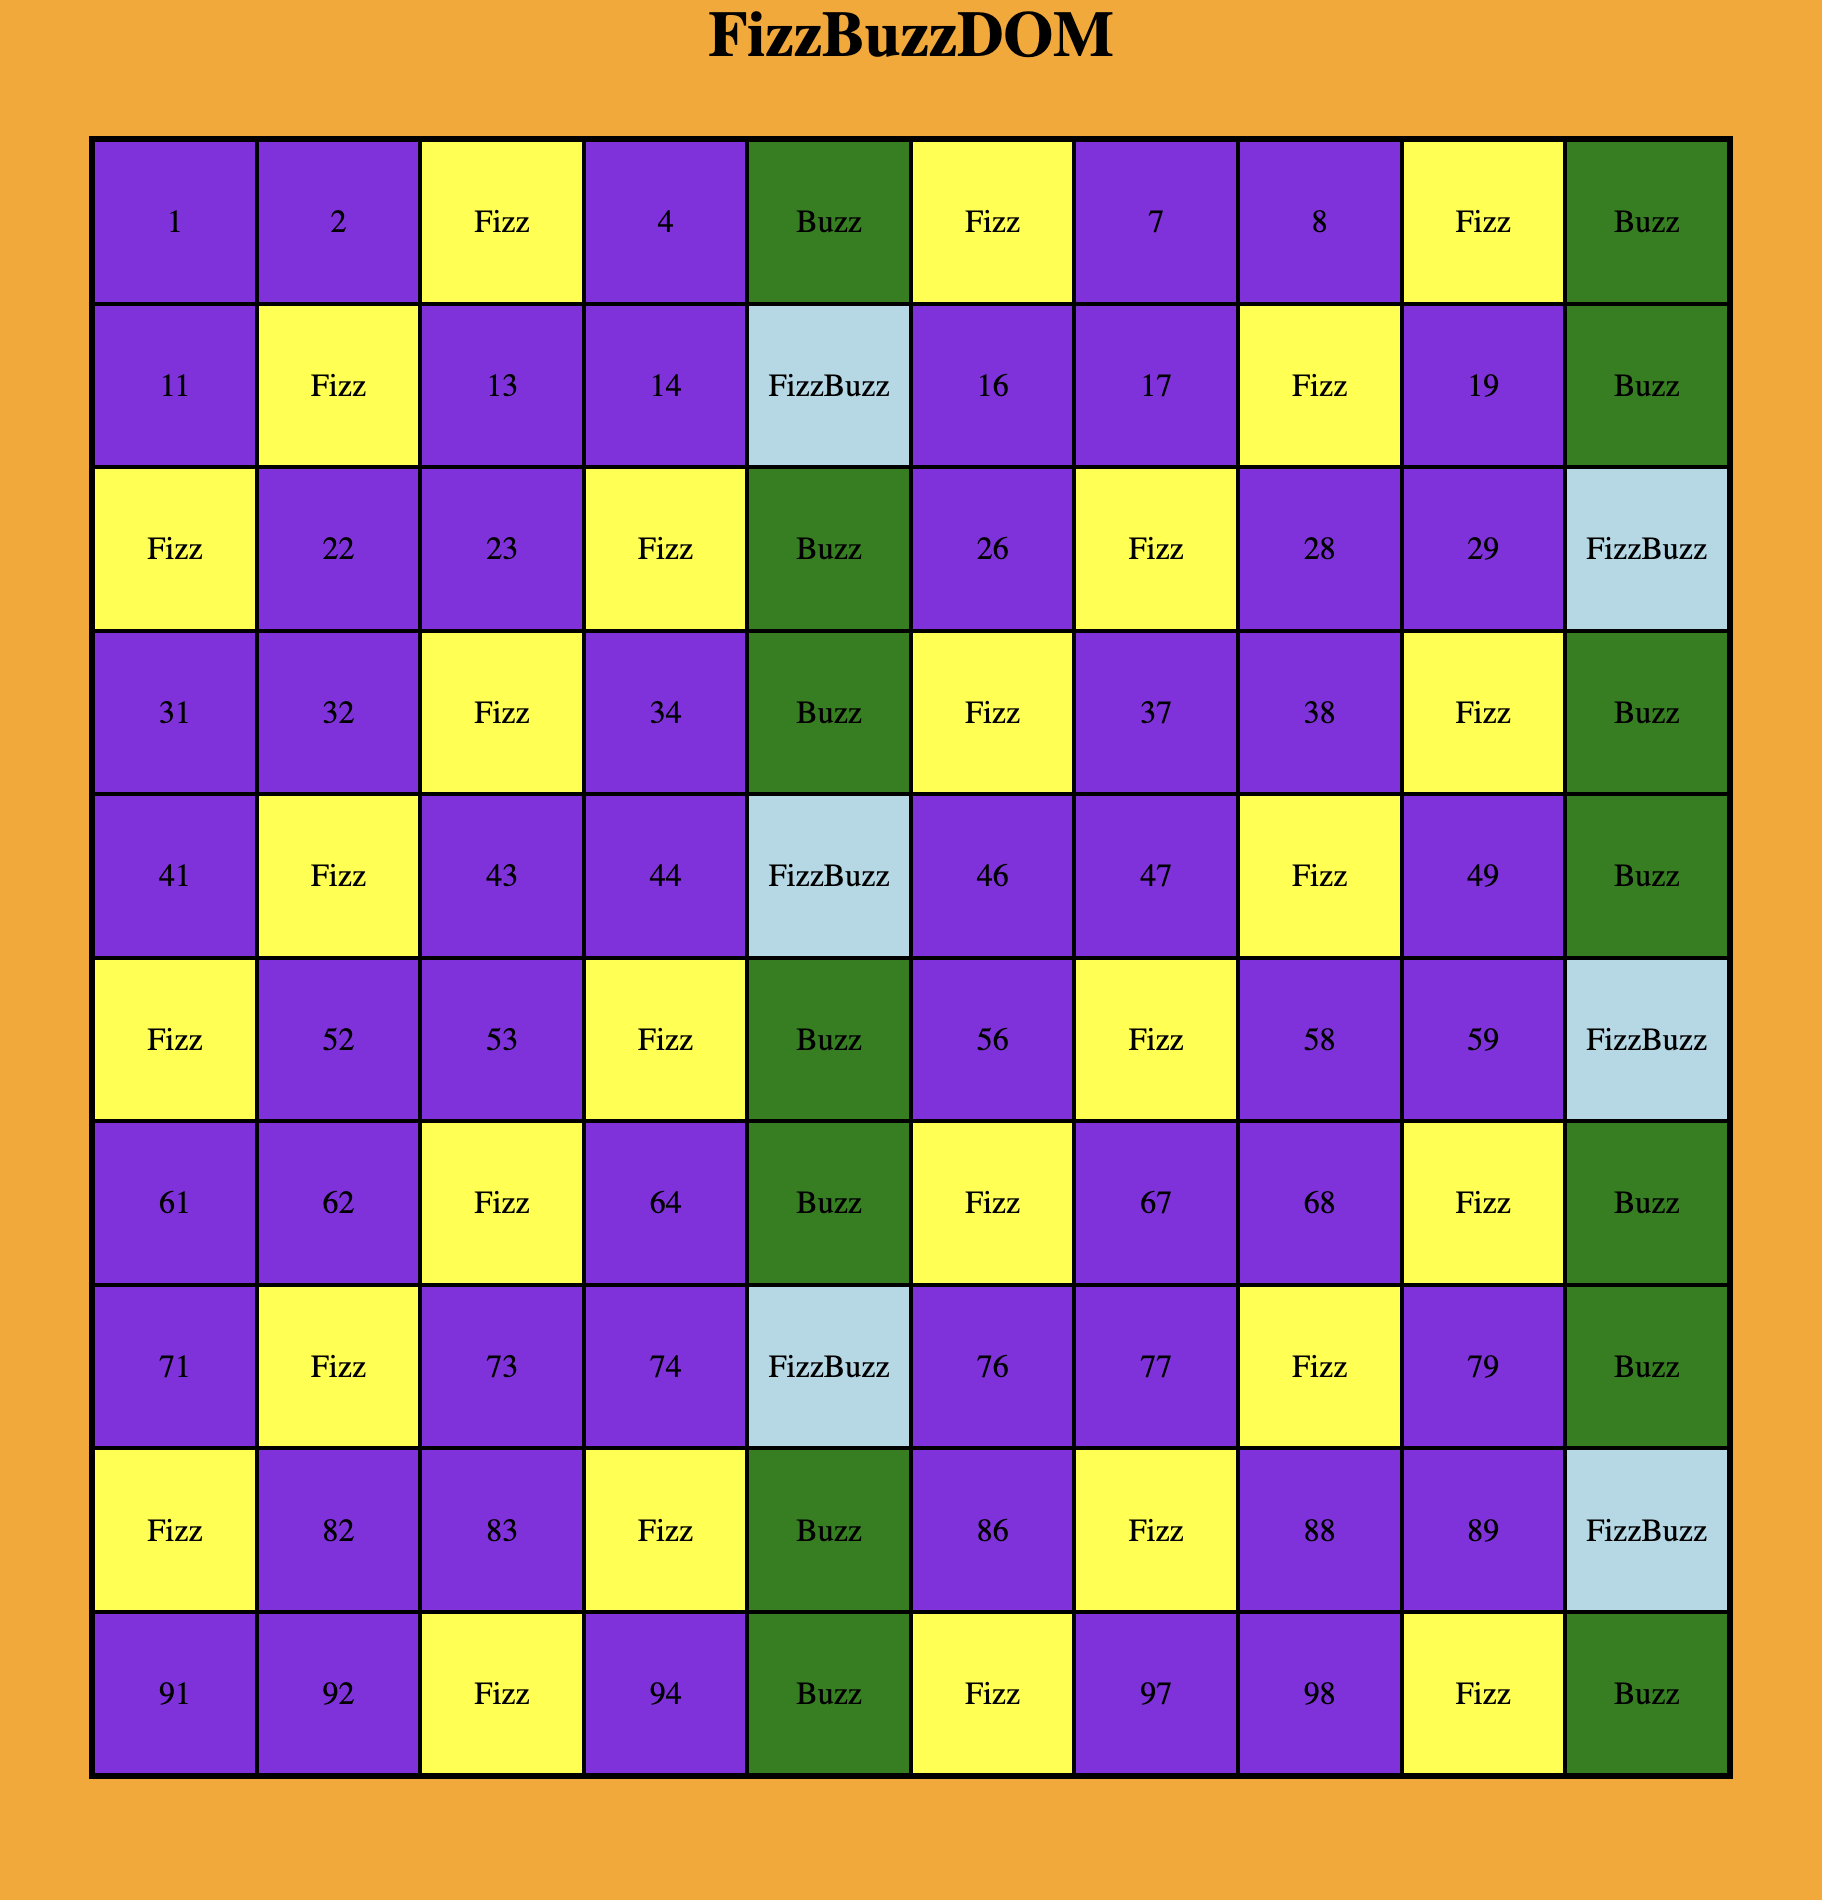 FizzBuzzDOM
1 2 Fizz 4 Buzz Fizz 7 8 Fizz Buzz
11 Fizz 13 14 FizzBuzz 16 17 Fizz 19 Buzz
Fizz 22 23 Fizz Buzz 26 Fizz 28 29 FizzBuzz
31 32 Fizz 34 Buzz Fizz 37 38 Fizz Buzz
41 Fizz 43 44 FizzBuzz 46 47 Fizz 49 Buzz
Fizz 52 53 Fizz Buzz 56 Fizz 58 59 FizzBuzz
61 62 Fizz 64 Buzz Fizz 67 68 Fizz Buzz
71 Fizz 73 74 FizzBuzz 76 77 Fizz 79 Buzz
Fizz 82 83 Fizz Buzz 86 Fizz 88 89 FizzBuzz
91 92 Fizz 94 Buzz Fizz 97 98 Fizz Buzz